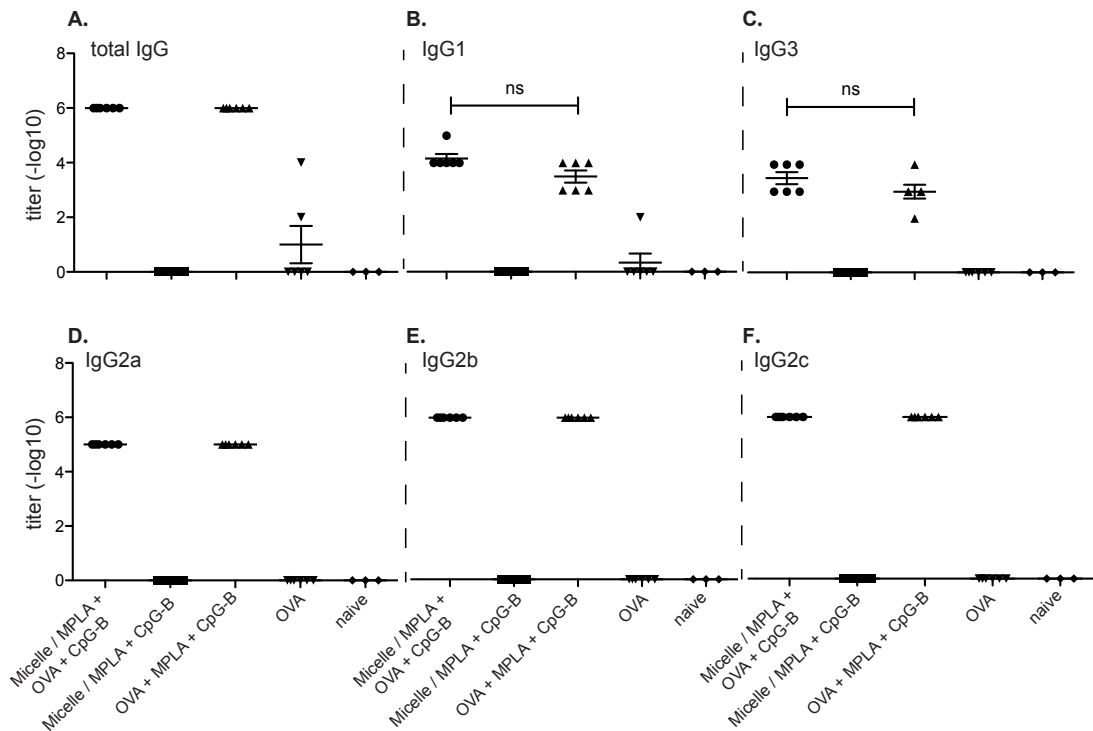 A.
total IgG
B.
IgG1
C.
IgG3
ns
ns
titer (-log10)
8
6
4
2
0
D.
IgG2a
E.
IgG2b
F.
IgG2c
titer (-log10)
8
6
4
2
0
Micelle / MPLA +
OVA + CpG-B
Micelle / MPLA + CpG-B
OVA + MPLA + CpG-B
OVA
naive
Micelle / MPLA +
OVA + CpG-B
Micelle / MPLA + CpG-B
OVA + MPLA + CpG-B
OVA
naive
Micelle / MPLA +
OVA + CpG-B
Micelle / MPLA + CpG-B
OVA + MPLA + CpG-B
OVA
naive